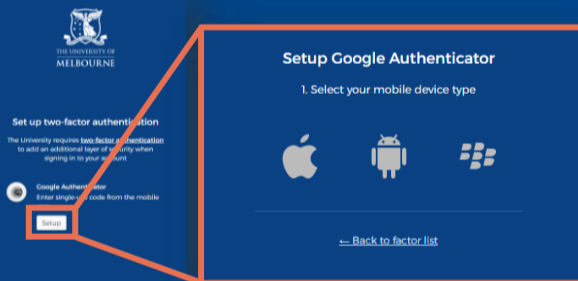 THE UNIVERSITY OF
MELBOURNE
Set up two-factor authentication
The University requires two-factor authentication
to add an additional layer of security when
signing in to your account
Google Authenticator
Enter single-use code from the mobile
Setup
Setup Google Authenticator
1. Select your mobile device type
← Back to factor list